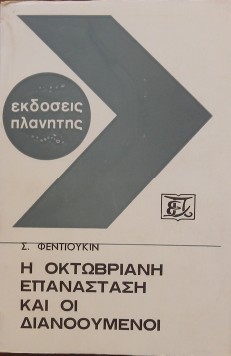 εκδοσεις
πλανητης
Σ. ΦΕΝΤΙΟΥΚΙΝ
Η ΟΚΤΩΒΡΙΑΝΗ
ΕΠΑΝΑΣΤΑΣΗ
ΚΑΙ ΟΙ
ΔΙΑΝΟΟΥΜΕΝΟΙ